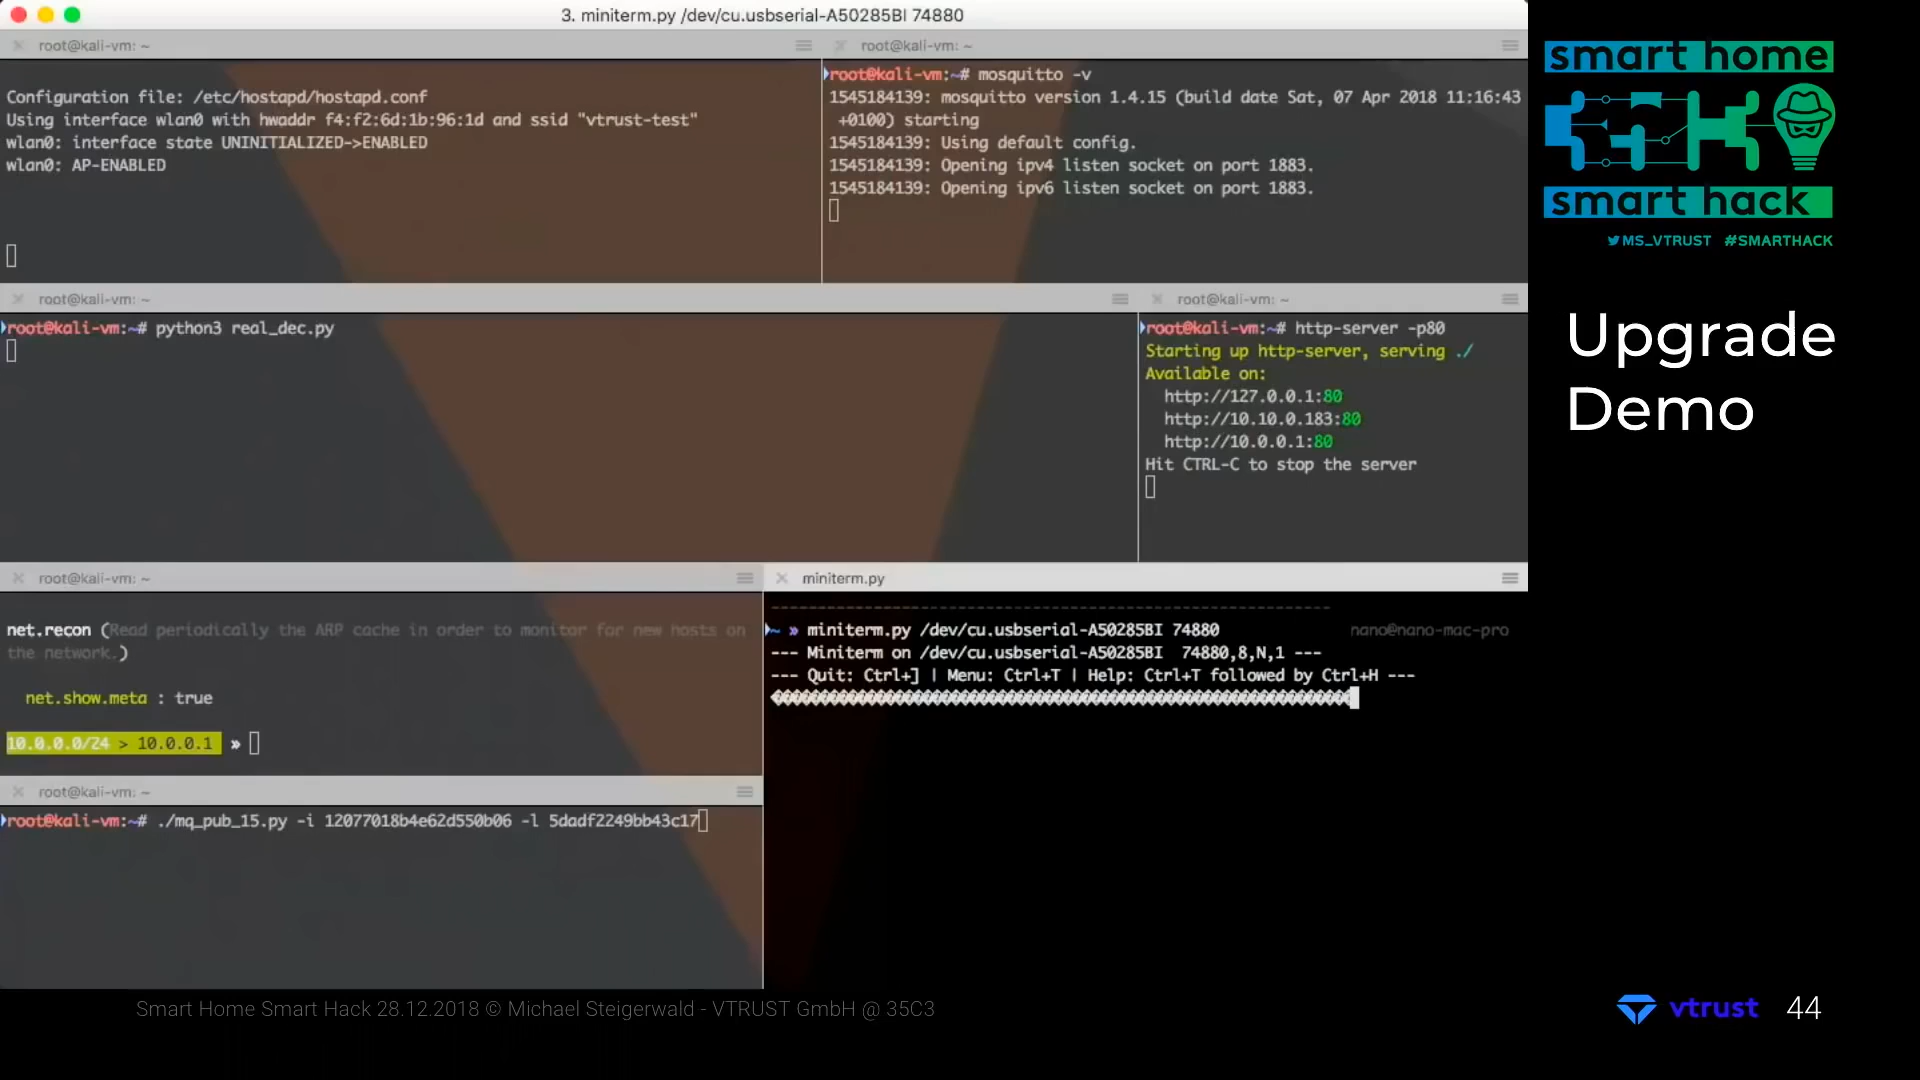 3. miniterm.py /dev/cu.usbserial-A50285BI 74880
root@kali-vm: ~
Configuration file: /etc/hostapd/hostapd.conf
Using interface wlan0 with hwaddr f4:f2:6d:1b:96:1d and ssid "vtrust-test"
wlan0: interface state UNINITIALIZED->ENABLED
wlan0: AP-ENABLED
root@kali-vm: ~
root@kali-vm:~# mosquitto -v
1545184139: mosquitto version 1.4.15 (build date Sat, 07 Apr 2018 11:16:43
+0100) starting
1545184139: Using default config.
1545184139: Opening ipv4 listen socket on port 1883.
1545184139: Opening ipv6 listen socket on port 1883.
root@kali-vm: ~
root@kali-vm:~# python3 real_dec.py
root@kali-vm: ~
root@kali-vm:~# http-server -p80
Starting up http-server, serving ./
Available on:
http://127.0.0.1:80
http://10.10.0.183:80
http://10.0.0.1:80
Hit CTRL-C to stop the server
root@kali-vm: ~
net.recon (Read periodically the ARP cache in order to monitor for new hosts on
the network.)
net.show.meta : true
10.0.0.0/24 > 10.0.0.1 »
root@kali-vm: ~
root@kali-vm:~# ./mq_pub_15.py -i 12077018b4e62d550b06 -l 5dadf2249bb43c17
miniterm.py
~ » miniterm.py /dev/cu.usbserial-A50285BI 74880 nano@nano-mac-pro
--- Miniterm on /dev/cu.usbserial-A50285BI 74880,8,N,1 ---
--- Quit: Ctrl+] | Menu: Ctrl+T | Help: Ctrl+T followed by Ctrl+H ---
smart home
smart hack
MS_VTRUST #SMARTHACK
Upgrade
Demo
Smart Home Smart Hack 28.12.2018 © Michael Steigerwald - VTRUST GmbH @ 35C3
vtrust 44